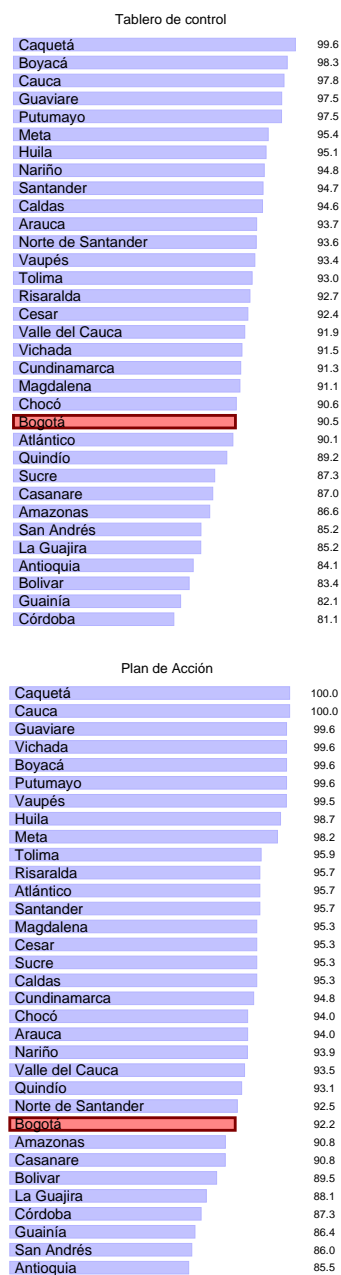 Tablero de control
Caquetá 99.6
Boyacá 98.3
Cauca 97.8
Guaviare 97.5
Putumayo 97.5
Meta 95.4
Huila 95.1
Nariño 94.8
Santander 94.7
Caldas 94.6
Arauca 93.7
Norte de Santander 93.6
Vaupés 93.4
Tolima 93.0
Risaralda 92.7
Cesar 92.4
Valle del Cauca 91.9
Vichada 91.5
Cundinamarca 91.3
Magdalena 91.1
Chocó 90.6
Bogotá 90.5
Atlántico 90.1
Quindío 89.2
Sucre 87.3
Casanare 87.0
Amazonas 86.6
San Andrés 85.2
La Guajira 85.2
Antioquia 84.1
Bolivar 83.4
Guainía 82.1
Córdoba 81.1
Plan de Acción
Caquetá 100.0
Cauca 100.0
Guaviare 99.6
Vichada 99.6
Boyacá 99.6
Putumayo 99.6
Vaupés 99.5
Huila 98.7
Meta 98.2
Tolima 95.9
Risaralda 95.7
Atlántico 95.7
Santander 95.7
Magdalena 95.3
Cesar 95.3
Sucre 95.3
Caldas 95.3
Cundinamarca 94.8
Chocó 94.0
Arauca 94.0
Nariño 93.9
Valle del Cauca 93.5
Quindío 93.1
Norte de Santander 92.5
Bogotá 92.2
Amazonas 90.8
Casanare 90.8
Bolivar 89.5
La Guajira 88.1
Córdoba 87.3
Guainía 86.4
San Andrés 86.0
Antioquia 85.5